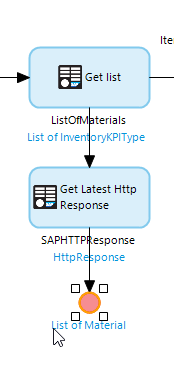 Ite
Get list
ListOfMaterials
List of InventoryKPIType
Get Latest Http
Response
SAPHTTPResponse
HttpResponse
List of Material